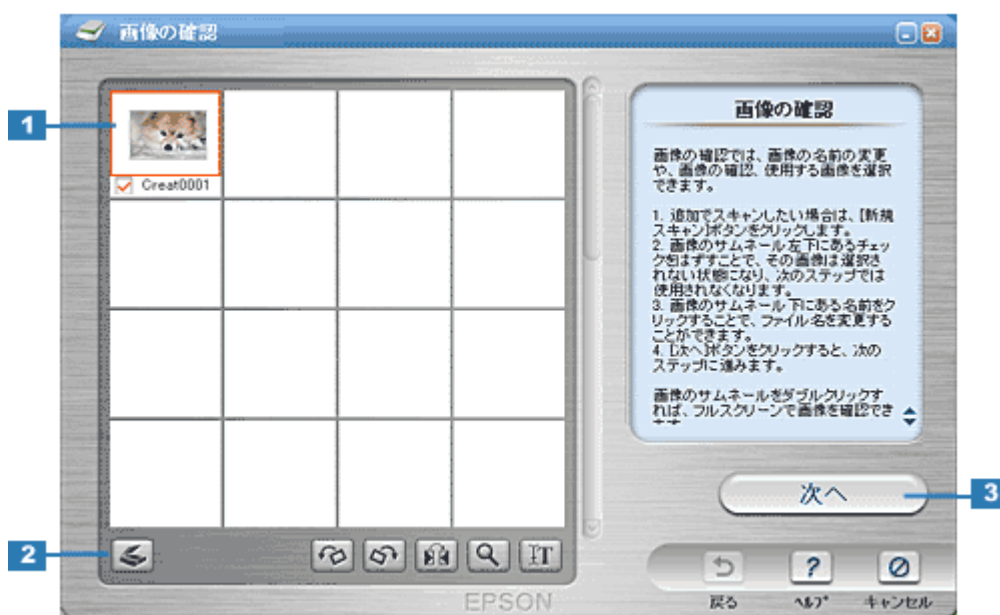 画像の確認
1
Creat0001
画像の確認
画像の確認では、画像の名前の変更
や、画像の確認、使用する画像を選択
できます。
1. 追加でスキャンしたい場合は、[新規
スキャン]ボタンをクリックします。
2. 画像のサムネール左下にあるチェッ
クをはずすことで、その画像は選択さ
れない状態になり、次のステップでは
使用されなくなります。
3. 画像のサムネール下にある名前をク
リックすることで、ファイル名を変更する
ことができます。
4. [次へ]ボタンをクリックすると、次の
ステップに進みます。
画像のサムネールをダブルクリックす
れば、フルスクリーンで画像を確認でき
次へ
3
2
T
?
EPSON
戻る
ヘルプ
キャンセル